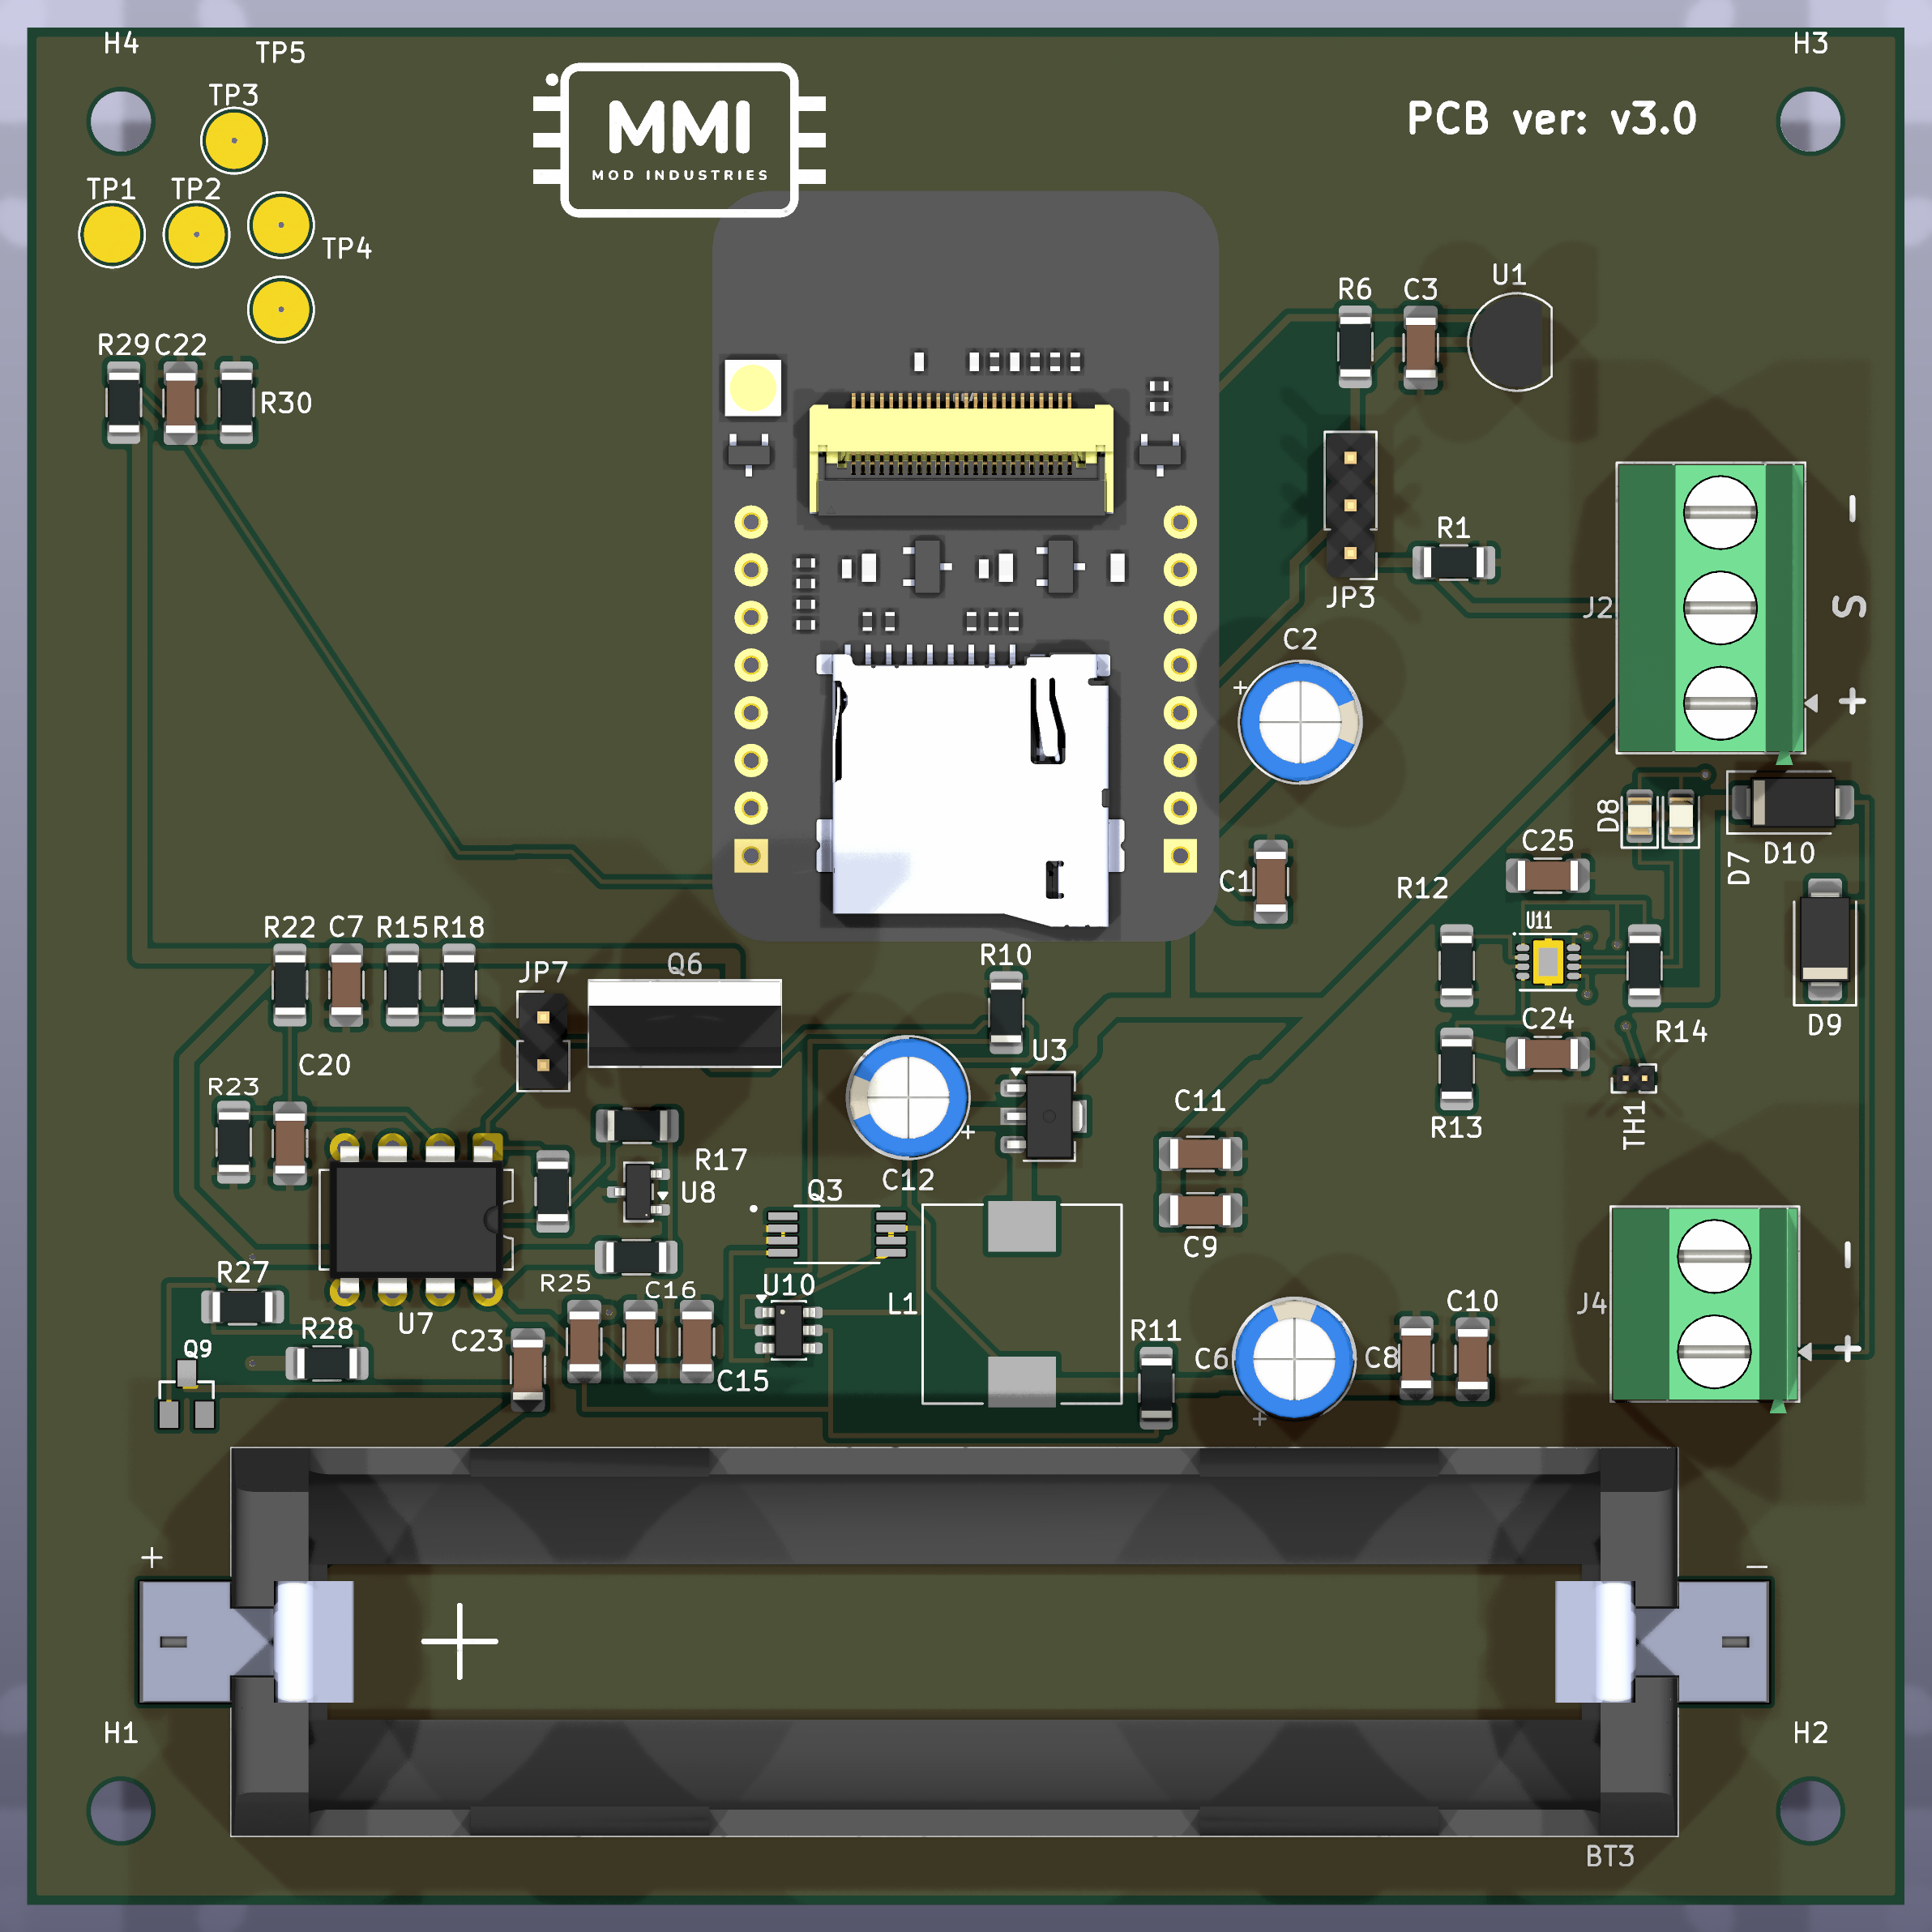 H4
TP5
H3
TP3
MMI
MOD INDUSTRIES
PCB ver: v3.0
TP1
TP2
TP4
R29
C22
R30
R6
C3
U1
JP3
R1
J2
-
S
+
C2
+
C1
D8
D7
D10
C25
R12
U11
D9
C24
R14
R13
TH1
R22
C7
R15
R18
JP7
Q6
R10
C20
U3
R23
C11
R17
U8
+
C12
Q3
C9
R27
R25
C16
U10
L1
J4
-
+
U7
R28
C23
Q9
C15
R11
C6
C8
C10
+
+
-
+
H1
H2
BT3